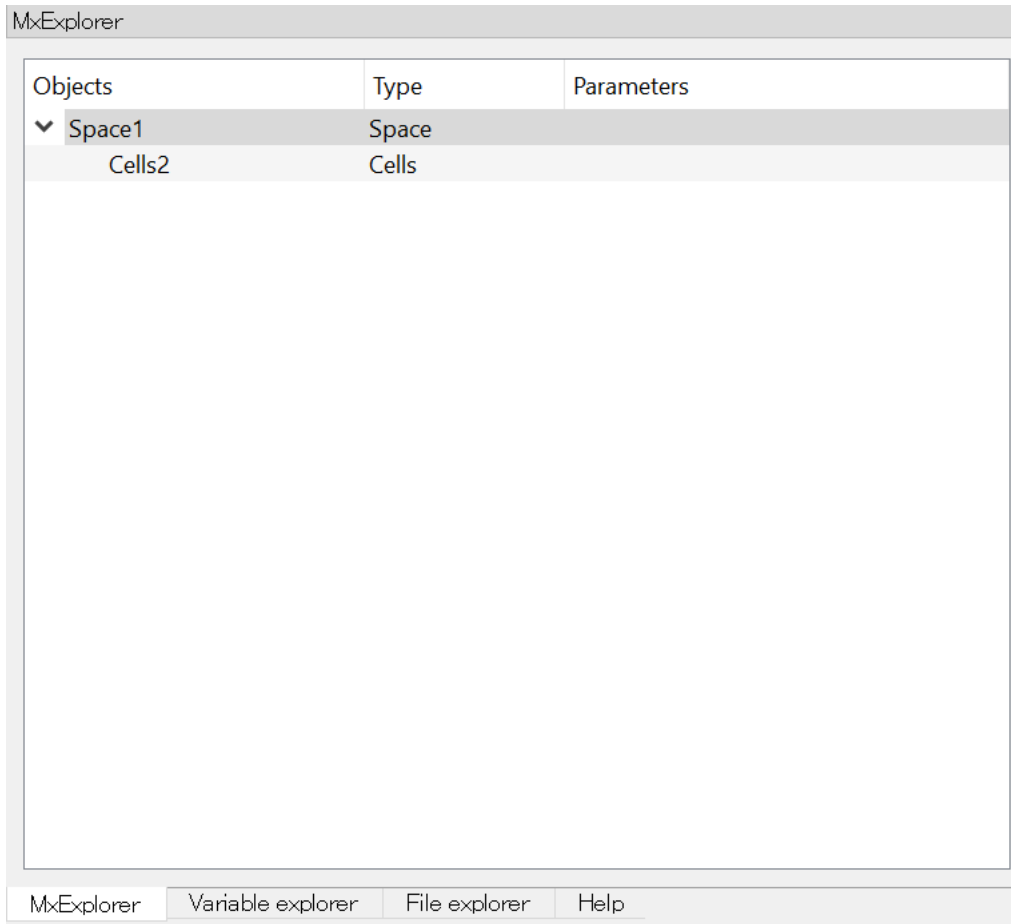 MxExplorer
Objects Type Parameters
Space1 Space
Cells2 Cells
MxExplorer Variable explorer File explorer Help